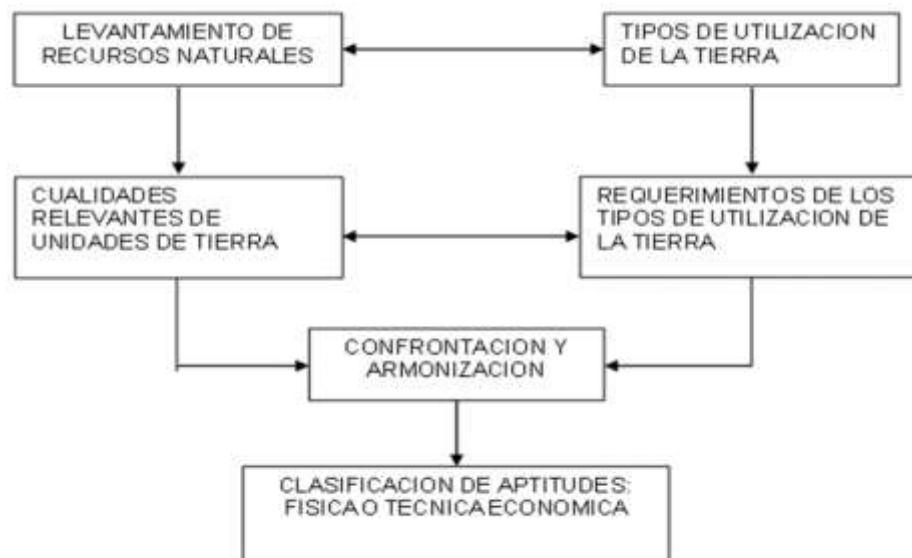 LEVANTAMIENTO DE
RECURSOS NATURALES
TIPOS DE UTILIZACION
DE LA TIERRA
CUALIDADES
RELEVANTES DE
UNIDADES DE TIERRA
REQUERIMIENTOS DE LOS
TIPOS DE UTILIZACION DE
LA TIERRA
CONFRONTACION Y
ARMONIZACION
CLASIFICACION DE APTITUDES:
FISICA O TECNICA ECONOMICA